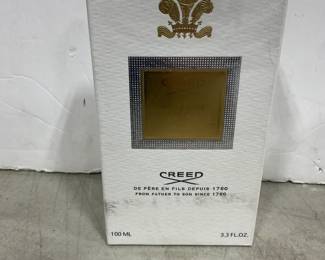 CREED
CREED
DE PÈRE EN FILS DEPUIS 1760
FROM FATHER TO SON SINCE 1760
100 ML 3.3 FL.OZ.